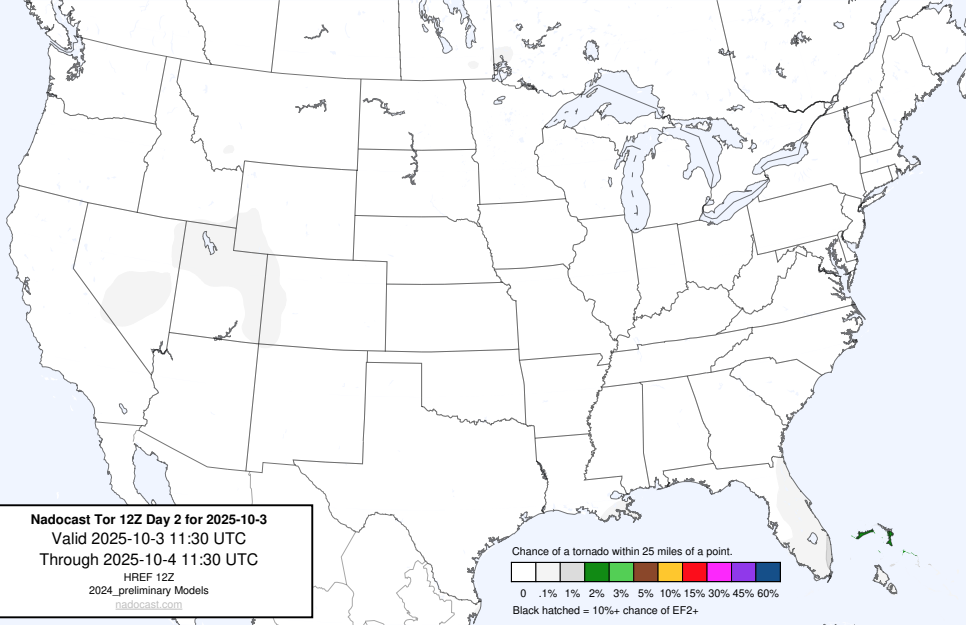 Nadocast Tor 12Z Day 2 for 2025-10-3
Valid 2025-10-3 11:30 UTC
Through 2025-10-4 11:30 UTC
HREF 12Z
2024_preliminary Models
nadocast.com
Chance of a tornado within 25 miles of a point.
0 .1% 1% 2% 3% 5% 10% 15% 30% 45% 60%
Black hatched = 10%+ chance of EF2+